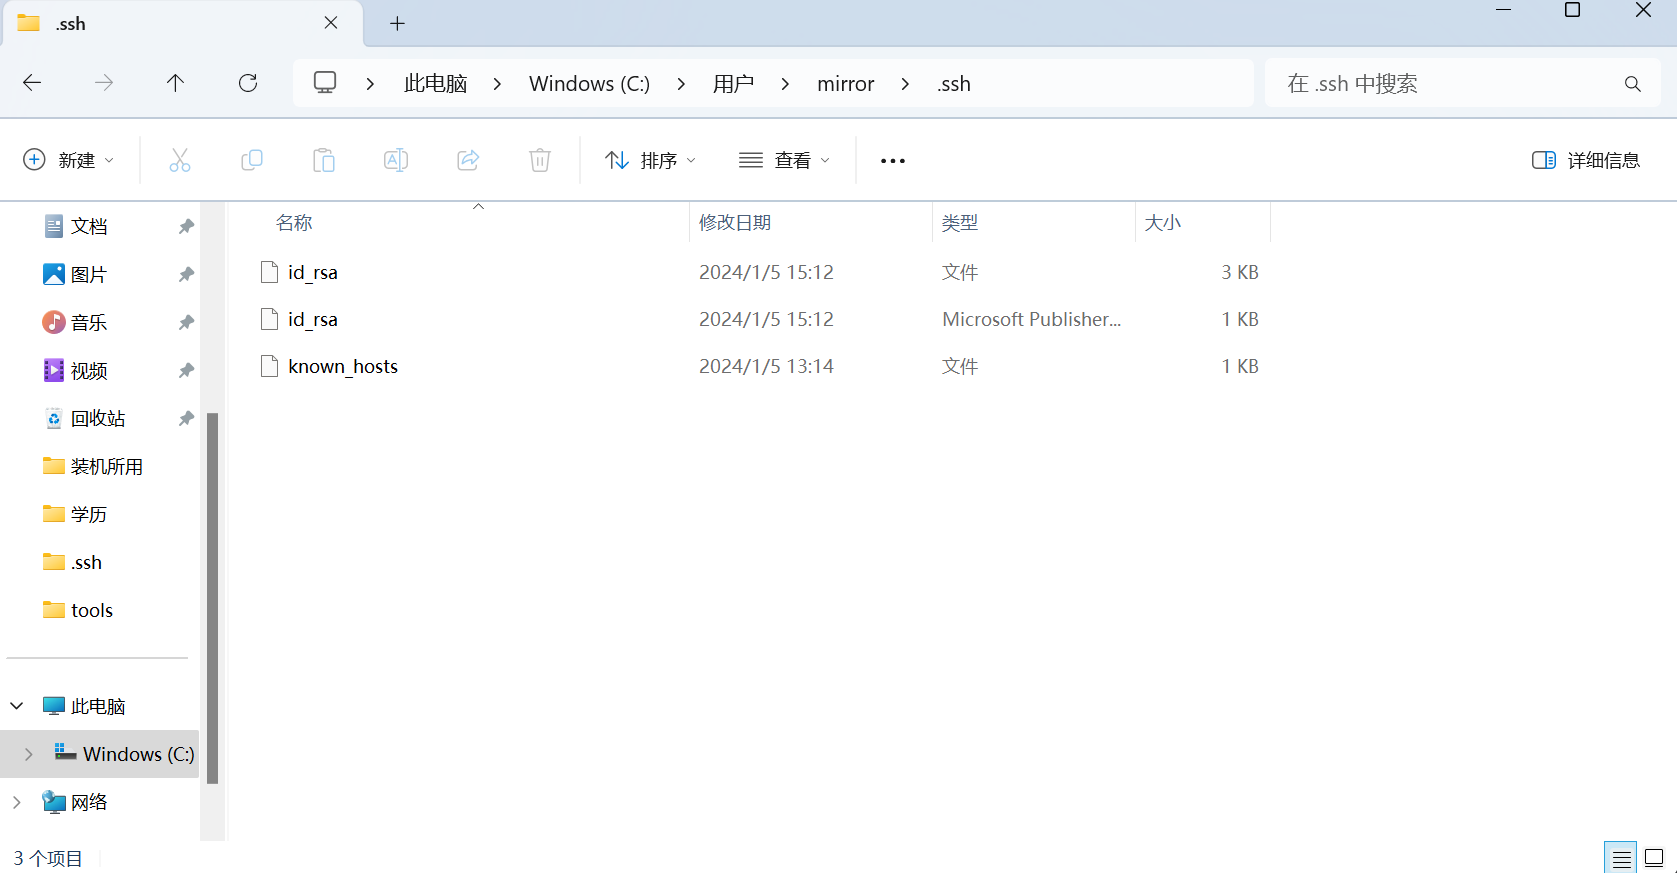 .ssh
此电脑 Windows (C:) 用户 mirror .ssh
在 .ssh 中搜索
新建 排序 查看 详细信息
文档
图片
音乐
视频
回收站
装机所用
学历
.ssh
tools
此电脑
Windows (C:)
网络
名称 修改日期 类型 大小
id_rsa 2024/1/5 15:12 文件 3 KB
id_rsa 2024/1/5 15:12 Microsoft Publisher... 1 KB
known_hosts 2024/1/5 13:14 文件 1 KB
3 个项目